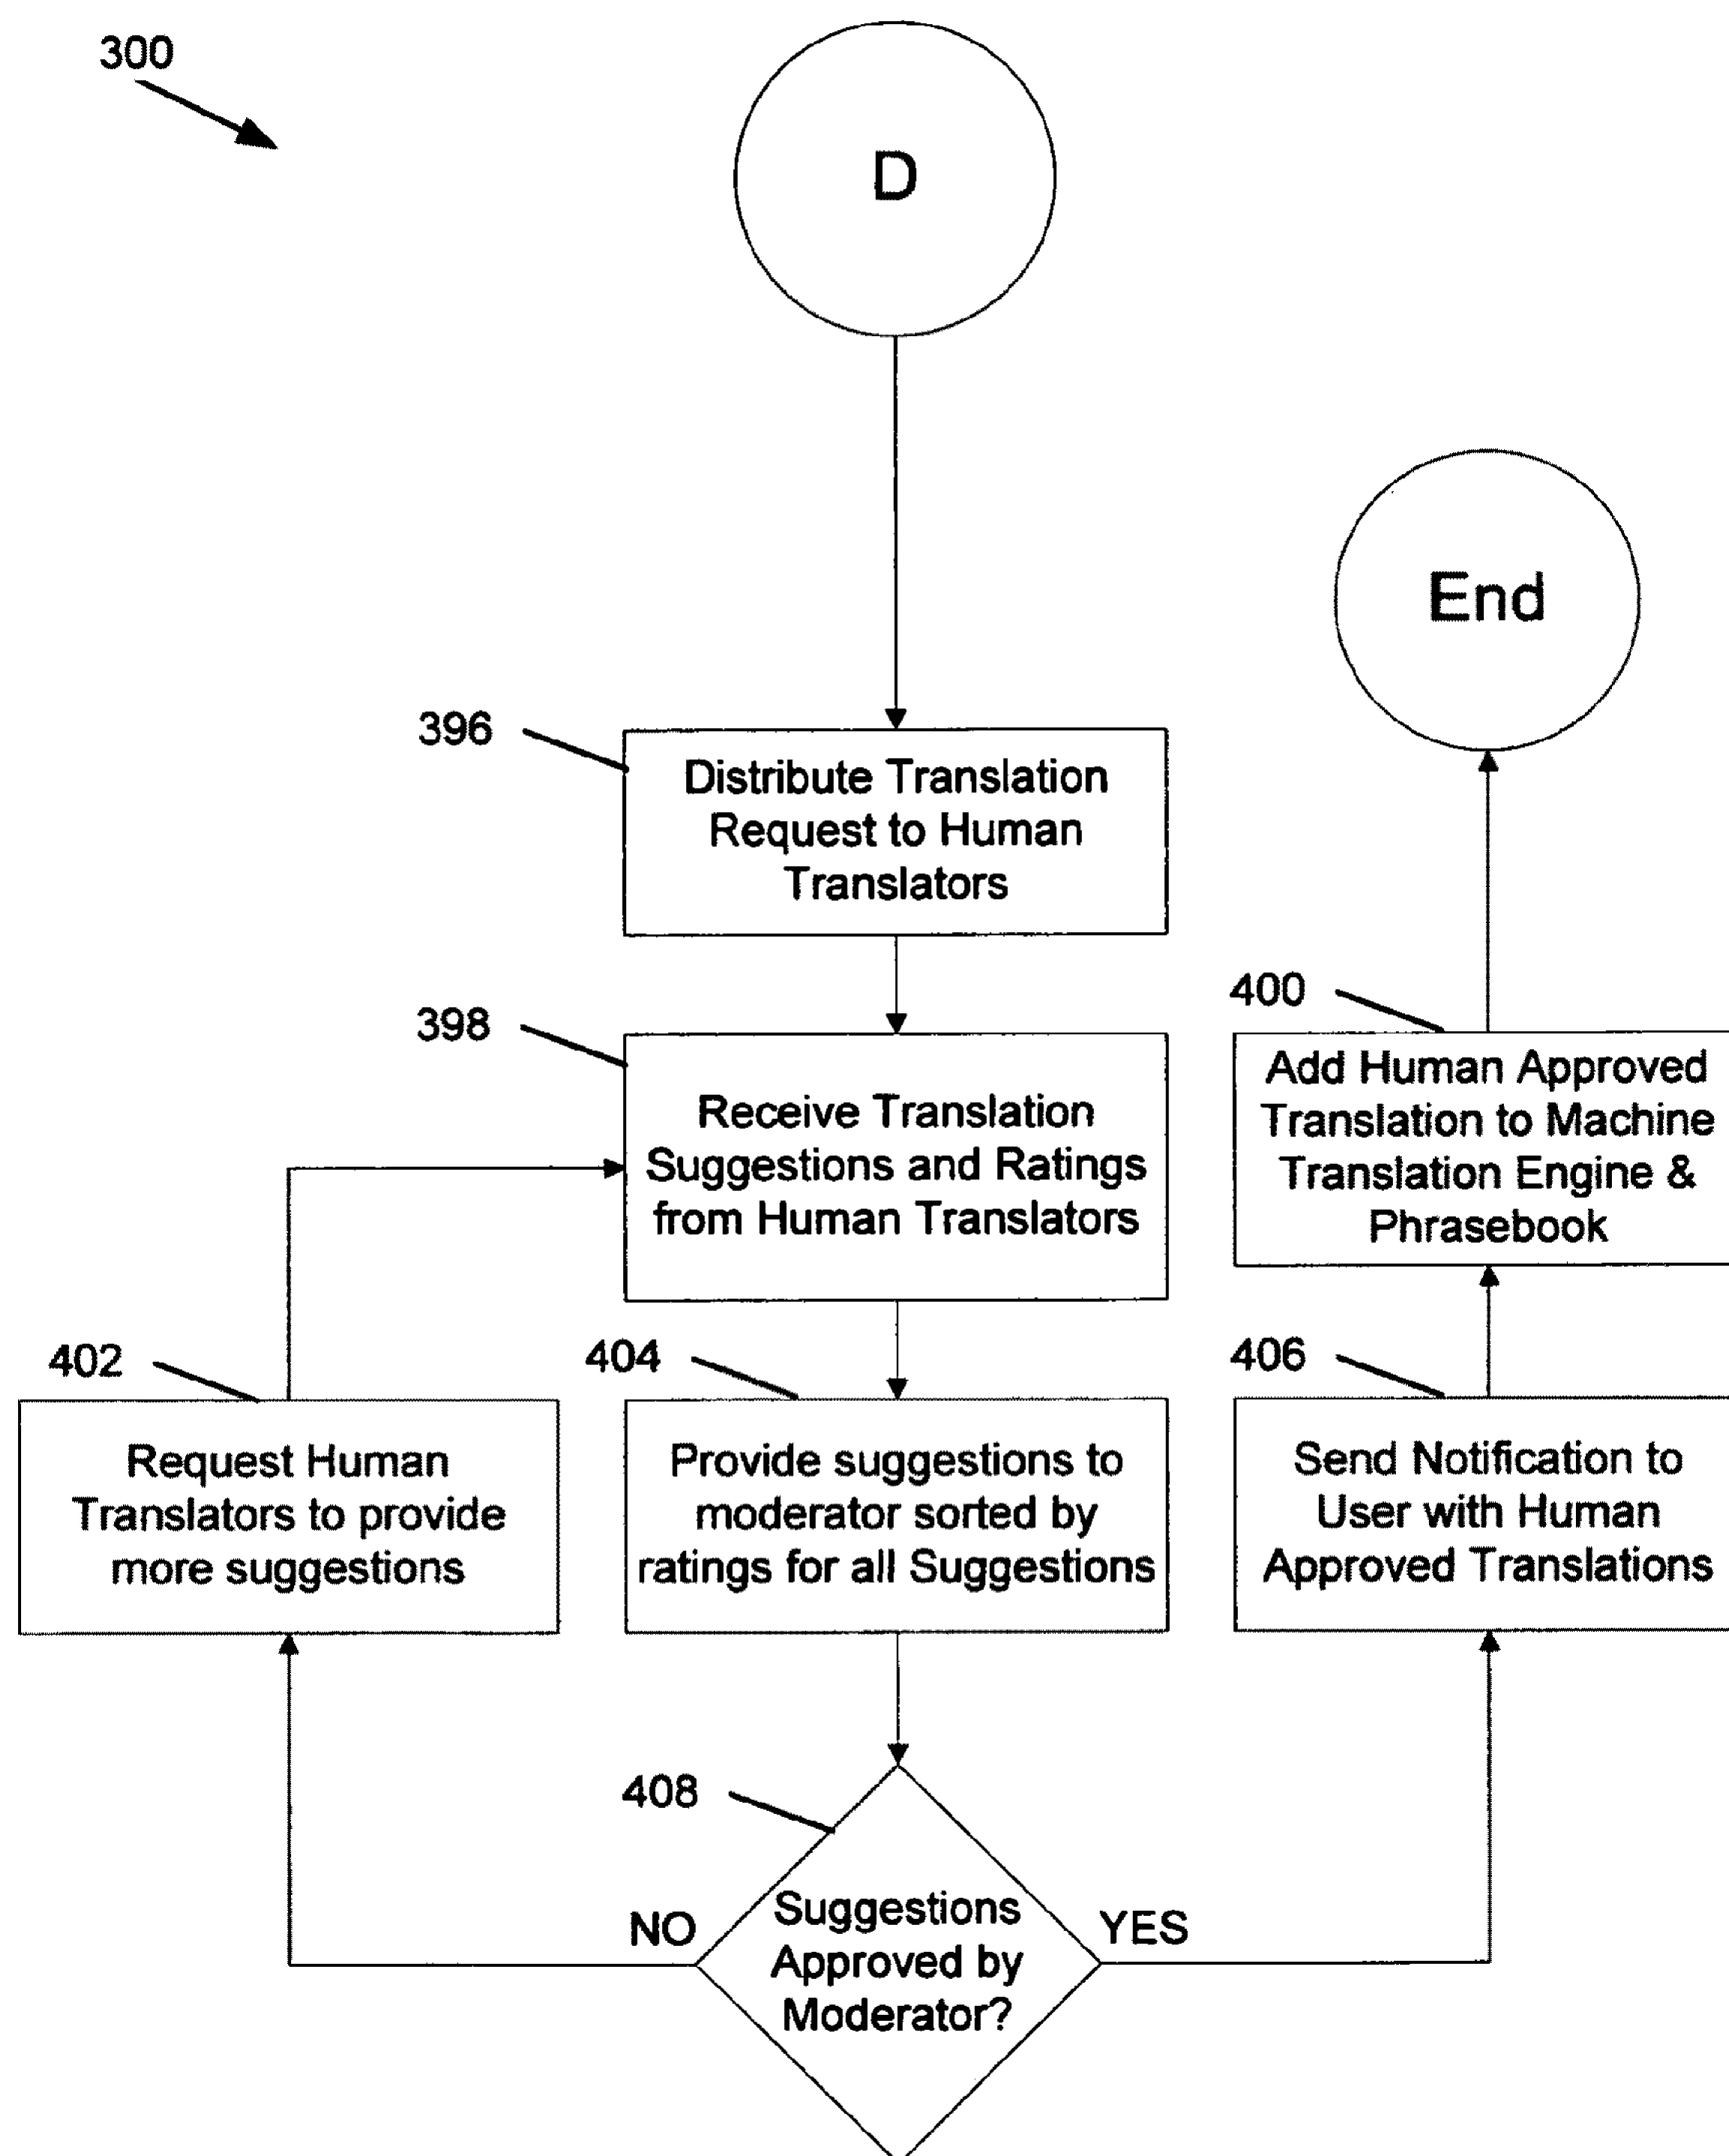 300
D
End
396
Distribute Translation
Request to Human
Translators
398
Receive Translation
Suggestions and Ratings
from Human Translators
400
Add Human Approved
Translation to Machine
Translation Engine &
Phrasebook
402
Request Human
Translators to provide
more suggestions
404
Provide suggestions to
moderator sorted by
ratings for all Suggestions
406
Send Notification to
User with Human
Approved Translations
408
Suggestions
Approved by
Moderator?
NO
YES